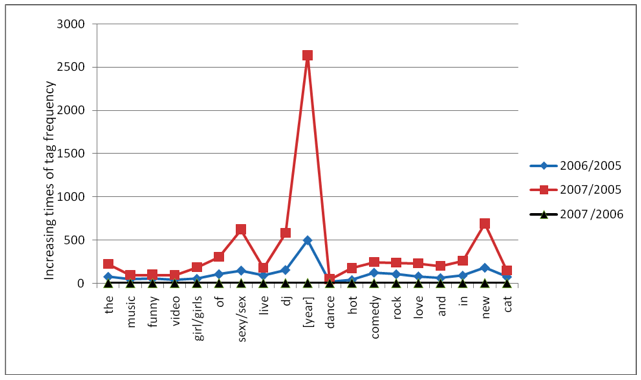 3000
2500
2000
1500
1000
500
0
Increasing times of tag frequency
the
music
funny
video
girl/girls
of
sexy/sex
live
dj
[year]
dance
hot
comedy
rock
love
and
in
new
cat
2006/2005
2007/2005
2007 /2006